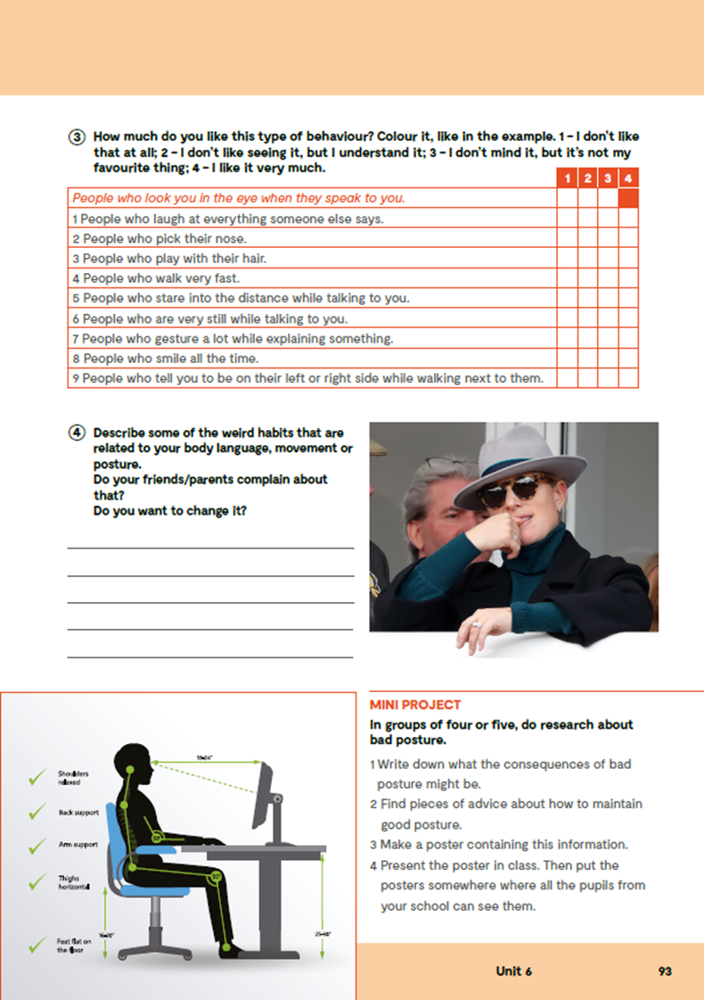 3 How much do you like this type of behaviour? Colour it, like in the example. 1 – I don't like
that at all; 2 – I don't like seeing it, but I understand it; 3 – I don't mind it, but it's not my
favourite thing; 4 – I like it very much.
1 2 3 4
People who look you in the eye when they speak to you.
1 People who laugh at everything someone else says.
2 People who pick their nose.
3 People who play with their hair.
4 People who walk very fast.
5 People who stare into the distance while talking to you.
6 People who are very still while talking to you.
7 People who gesture a lot while explaining something.
8 People who smile all the time.
9 People who tell you to be on their left or right side while walking next to them.
4 Describe some of the weird habits that are
related to your body language, movement or
posture.
Do your friends/parents complain about
that?
Do you want to change it?
Shoulders
relaxed
Back support
Arm support
Thighs
horizontal
Feet flat on
the floor
MINI PROJECT
In groups of four or five, do research about
bad posture.
1 Write down what the consequences of bad
posture might be.
2 Find pieces of advice about how to maintain
good posture.
3 Make a poster containing this information.
4 Present the poster in class. Then put the
posters somewhere where all the pupils from
your school can see them.
Unit 6 93